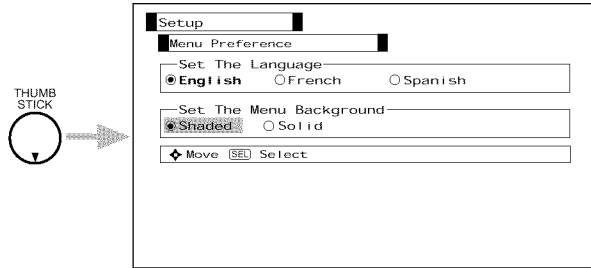 Setup
Menu Preference
Set The Language
English French Spanish
THUMB
STICK
Set The Menu Background
Shaded Solid
Move SEL Select